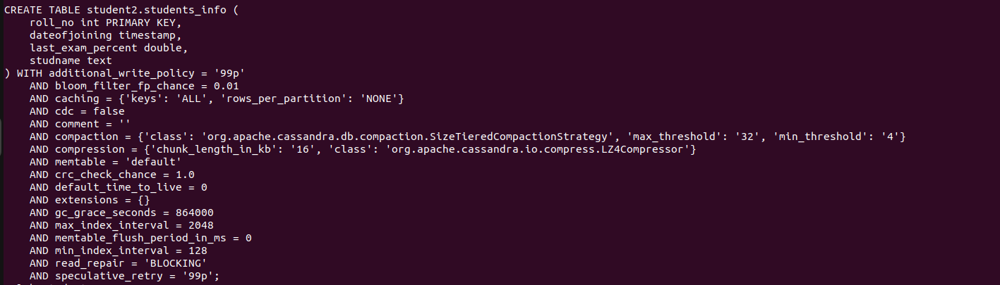 CREATE TABLE student2.students_info (
    roll_no int PRIMARY KEY,
    dateofjoining timestamp,
    last_exam_percent double,
    studname text
) WITH additional_write_policy = '99p'
    AND bloom_filter_fp_chance = 0.01
    AND caching = {'keys': 'ALL', 'rows_per_partition': 'NONE'}
    AND cdc = false
    AND comment = ''
    AND compaction = {'class': 'org.apache.cassandra.db.compaction.SizeTieredCompactionStrategy', 'max_threshold': '32', 'min_threshold': '4'}
    AND compression = {'chunk_length_in_kb': '16', 'class': 'org.apache.cassandra.io.compress.LZ4Compressor'}
    AND memtable = 'default'
    AND crc_check_chance = 1.0
    AND default_time_to_live = 0
    AND extensions = {}
    AND gc_grace_seconds = 864000
    AND max_index_interval = 2048
    AND memtable_flush_period_in_ms = 0
    AND min_index_interval = 128
    AND read_repair = 'BLOCKING'
    AND speculative_retry = '99p';